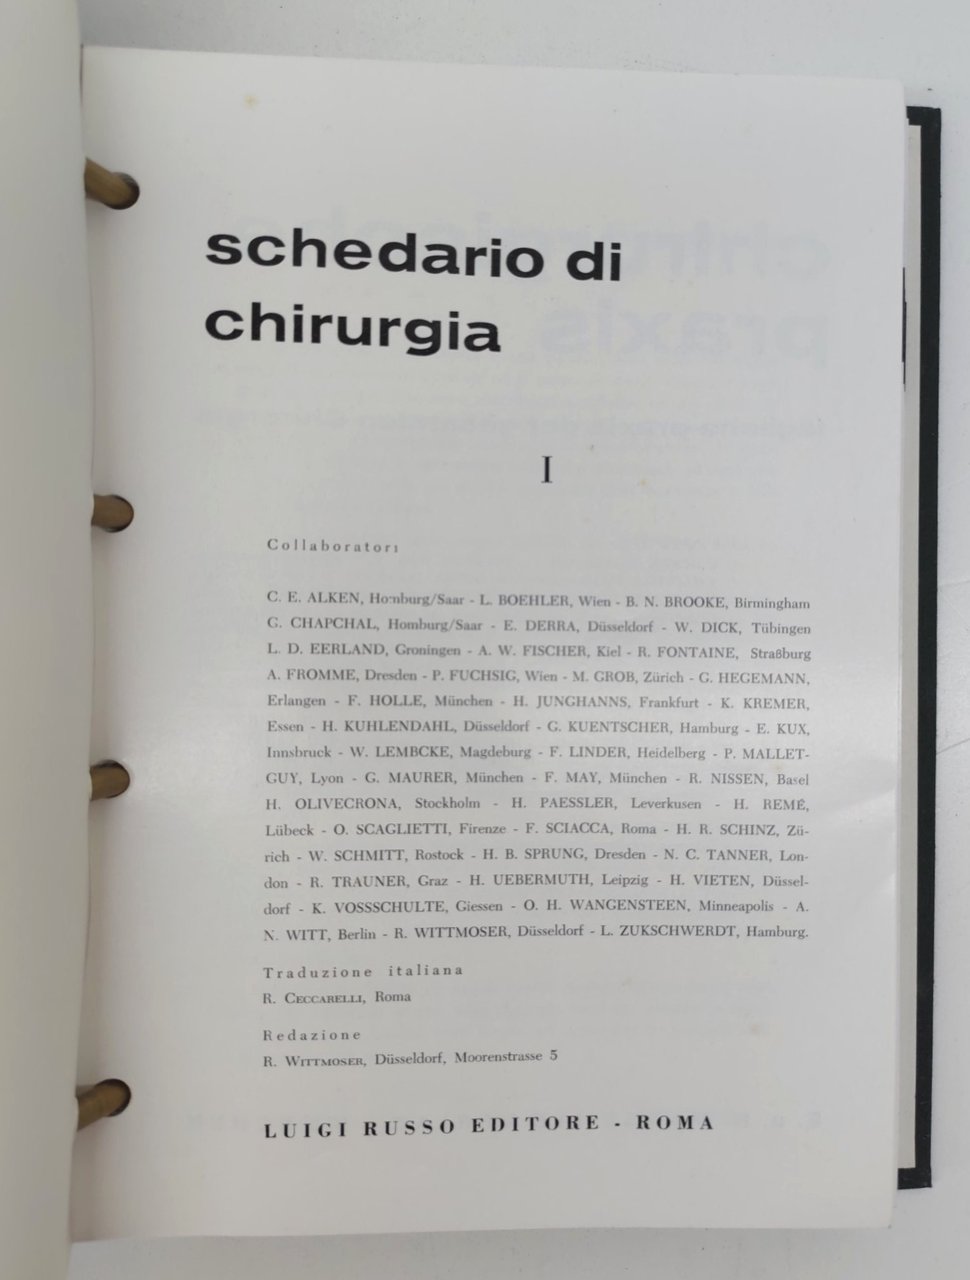 schedario di
chirurgia
I
Collaboratori
C. E. ALKEN, Homburg/Saar - L. BOEHLER, Wien - B. N. BROOKE, Birmingham
G. CHAPCHAL, Homburg/Saar - E. DERRA, Düsseldorf - W. DICK, Tübingen
L. D. EERLAND, Groningen - A. W. FISCHER, Kiel - R. FONTAINE, Straßburg
A. FROMME, Dresden - P. FUCHSIG, Wien - M. GROB, Zürich - G. HEGEMANN,
Erlangen - F. HOLLE, München - H. JUNGHANNS, Frankfurt - K. KREMER,
Essen - H. KUHLENDAHL, Düsseldorf - G. KUENTSCHER, Hamburg - E. KUX,
Innsbruck - W. LEMBCKE, Magdeburg - F. LINDER, Heidelberg - P. MALLET-
GUY, Lyon - G. MAURER, München - F. MAY, München - R. NISSEN, Basel
H. OLIVECRONA, Stockholm - H. PAESSLER, Leverkusen - H. REMÉ,
Lübeck - O. SCAGLIETTI, Firenze - F. SCIACCA, Roma - H. R. SCHINZ, Zü-
rich - W. SCHMITT, Rostock - H. B. SPRUNG, Dresden - N. C. TANNER, Lon-
don - R. TRAUNER, Graz - H. UEBERMUTH, Leipzig - H. VIETEN, Düssel-
dorf - K. VOSSSCHULTE, Giessen - O. H. WANGENSTEEN, Minneapolis - A.
N. WITT, Berlin - R. WITTMOSER, Düsseldorf - L. ZUKSCHWERDT, Hamburg.
Traduzione italiana
R. CECCARELLI, Roma
Redazione
R. WITTMOSER, Düsseldorf, Moorenstrasse 5
LUIGI RUSSO EDITORE - ROMA